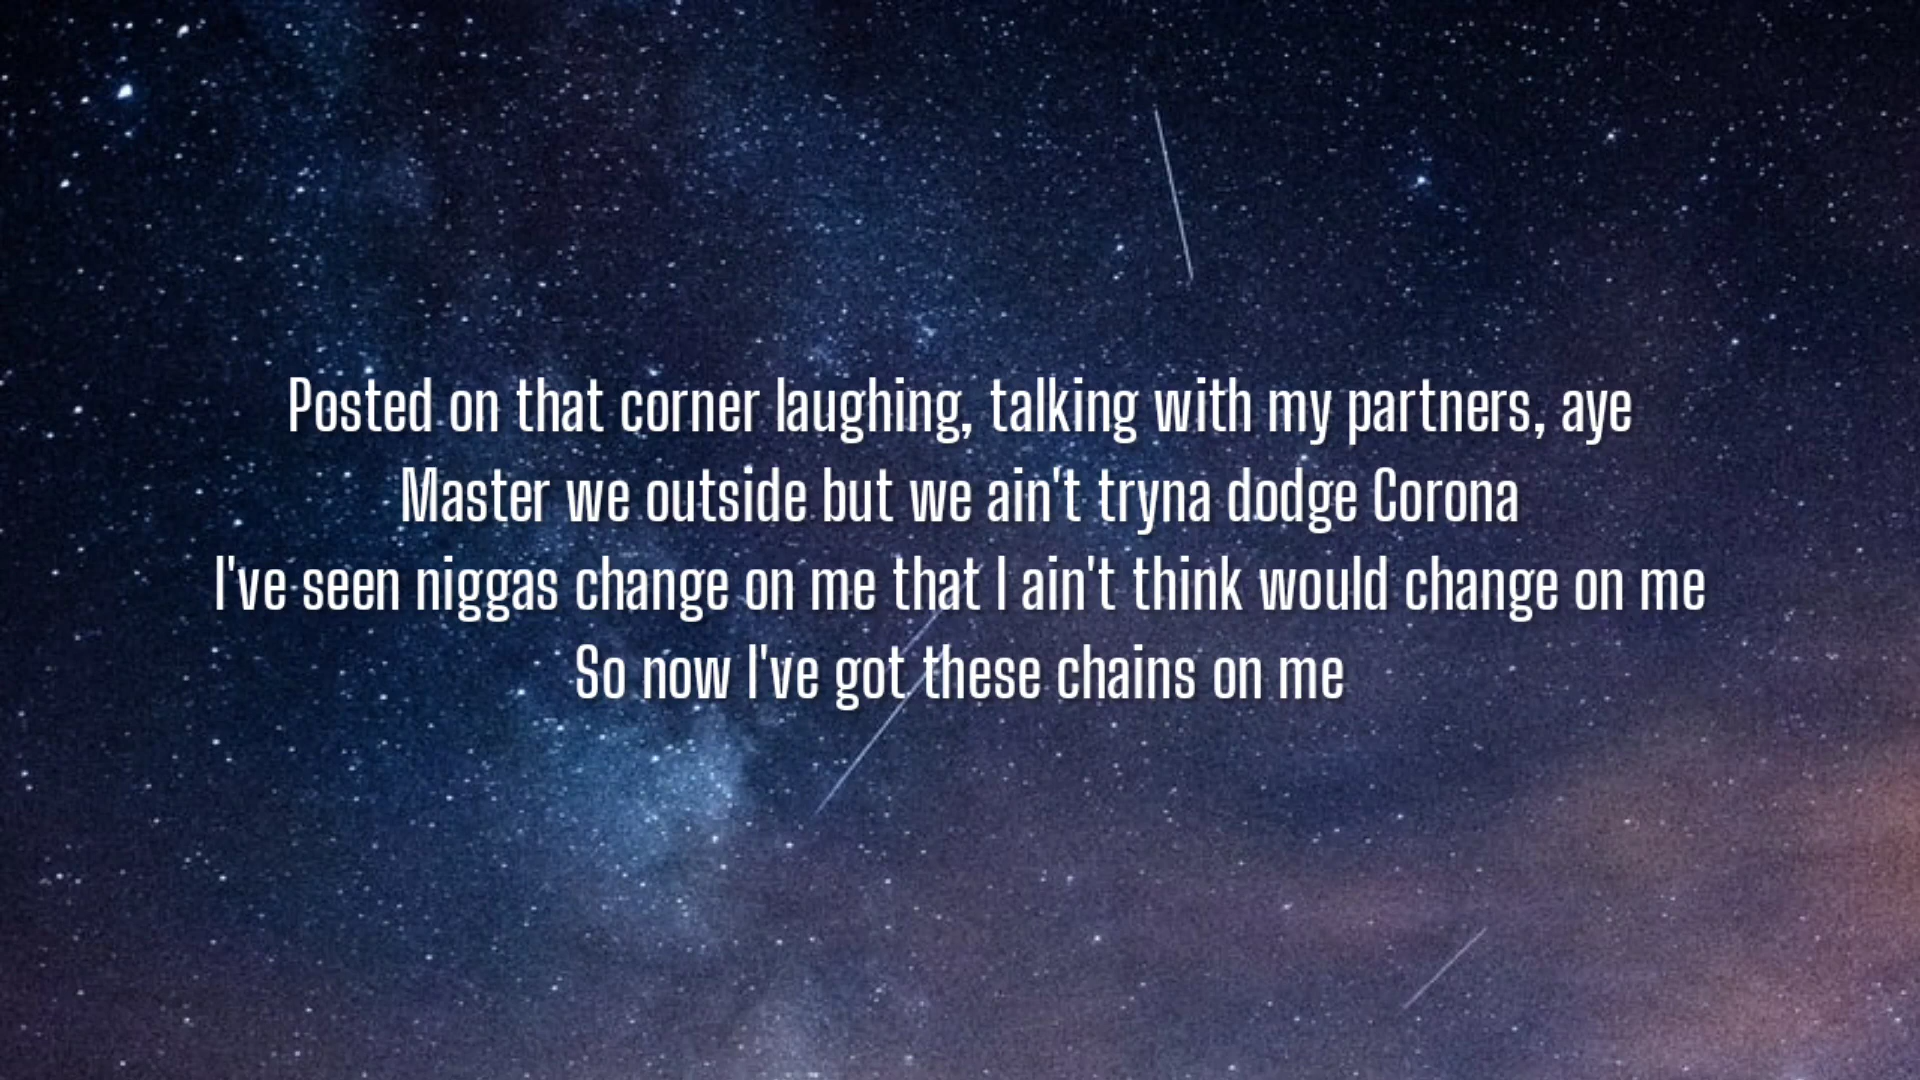 Posted on that corner laughing, talking with my partners, aye
Master we outside but we ain't tryna dodge Corona
I've seen niggas change on me that I ain't think would change on me
So now I've got these chains on me